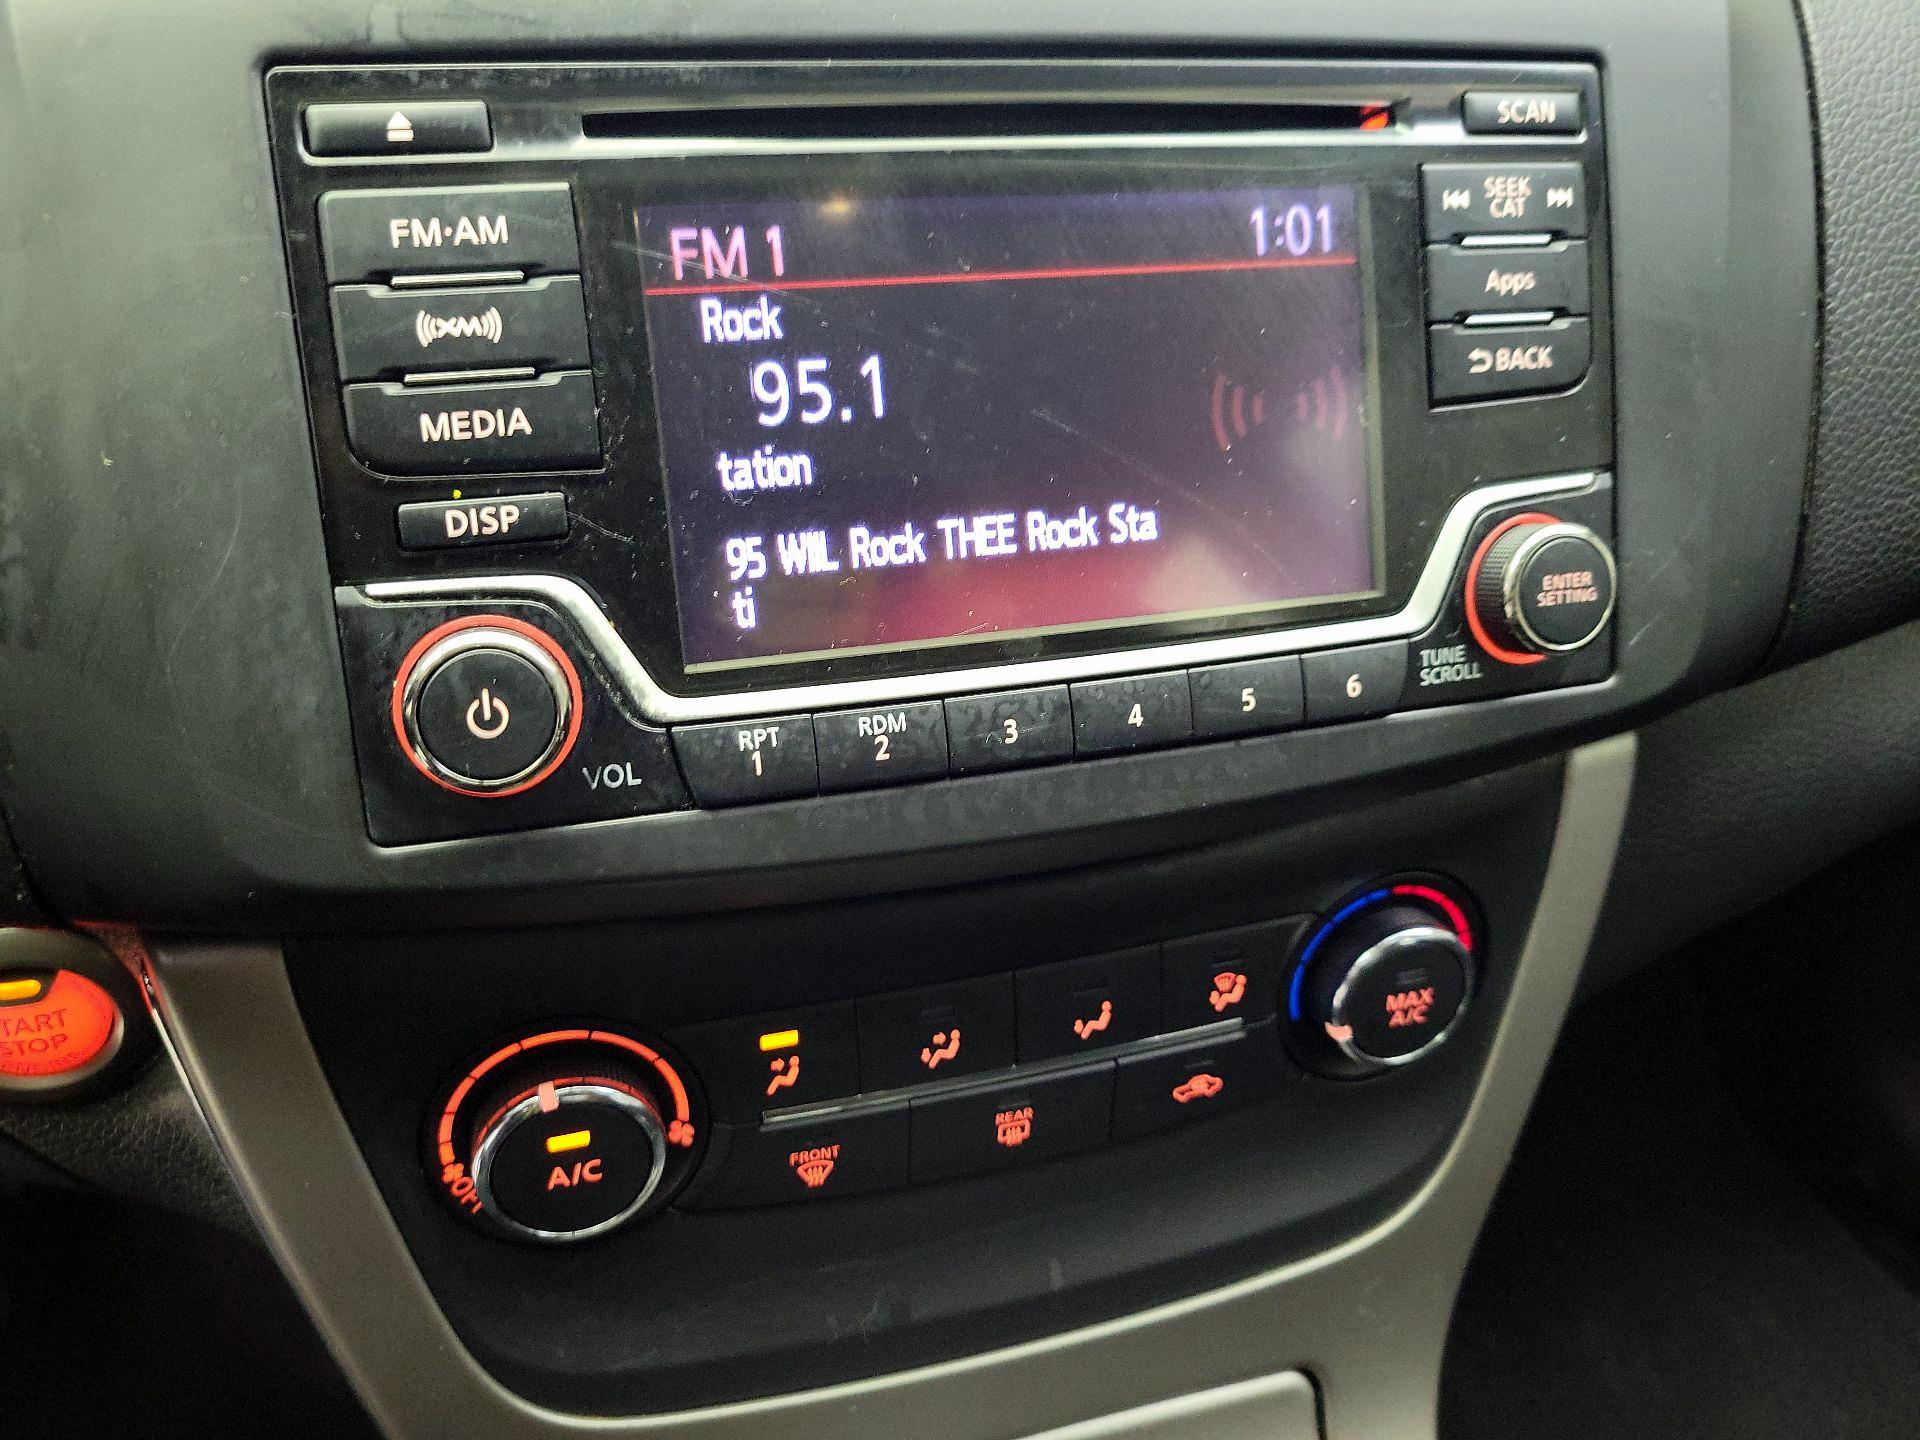 SCAN
FM·AM
XM
MEDIA
DISP
FM 1
1:01
Rock
95.1
tation
95 WIIL Rock THEE Rock Sta
ti
SEEK
CAT
Apps
BACK
ENTER
SETTING
TUNE
SCROLL
VOL
RPT
1
RDM
2
3
4
5
6
TART
STOP
OF
A/C
FRONT
REAR
MAX
A/C